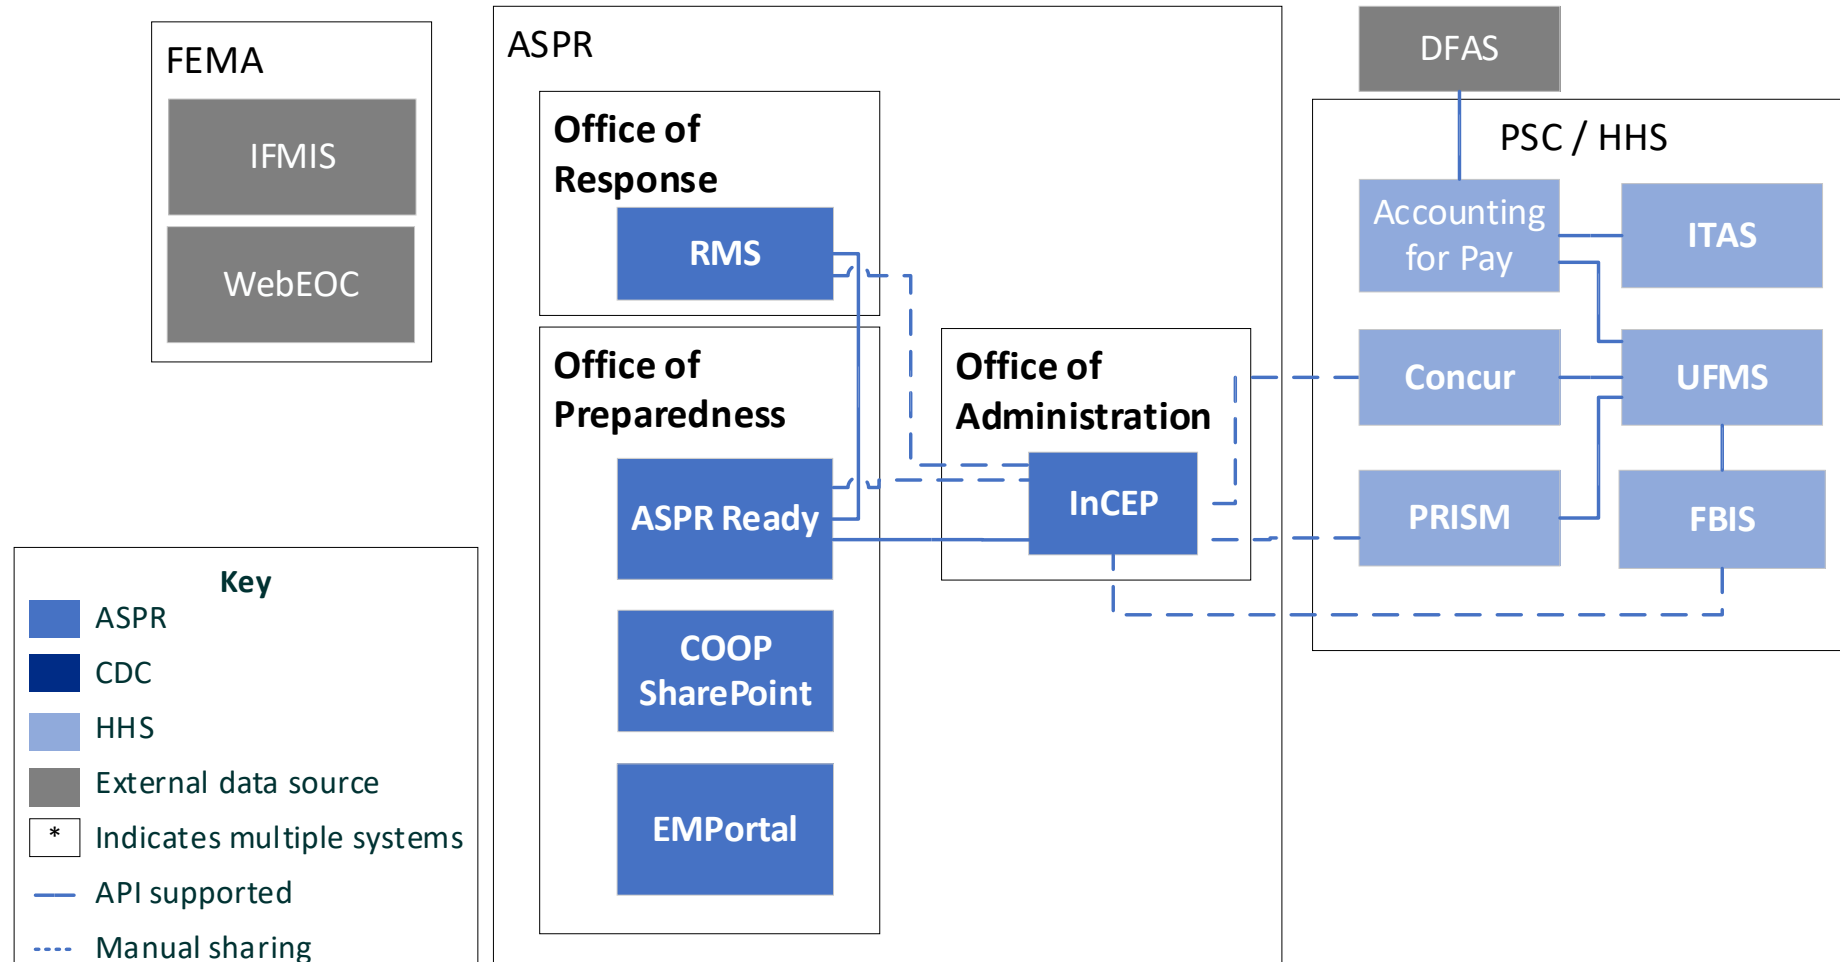 FEMA
IFMIS
WebEOC
ASPR
Office of
Response
RMS
Office of
Preparedness
ASPR Ready
COOP
SharePoint
EMPortal
Office of
Administration
InCEP
DFAS
PSC / HHS
Accounting
for Pay
ITAS
Concur
UFMS
PRISM
FBIS
Key
ASPR
CDC
HHS
External data source
* Indicates multiple systems
API supported
Manual sharing